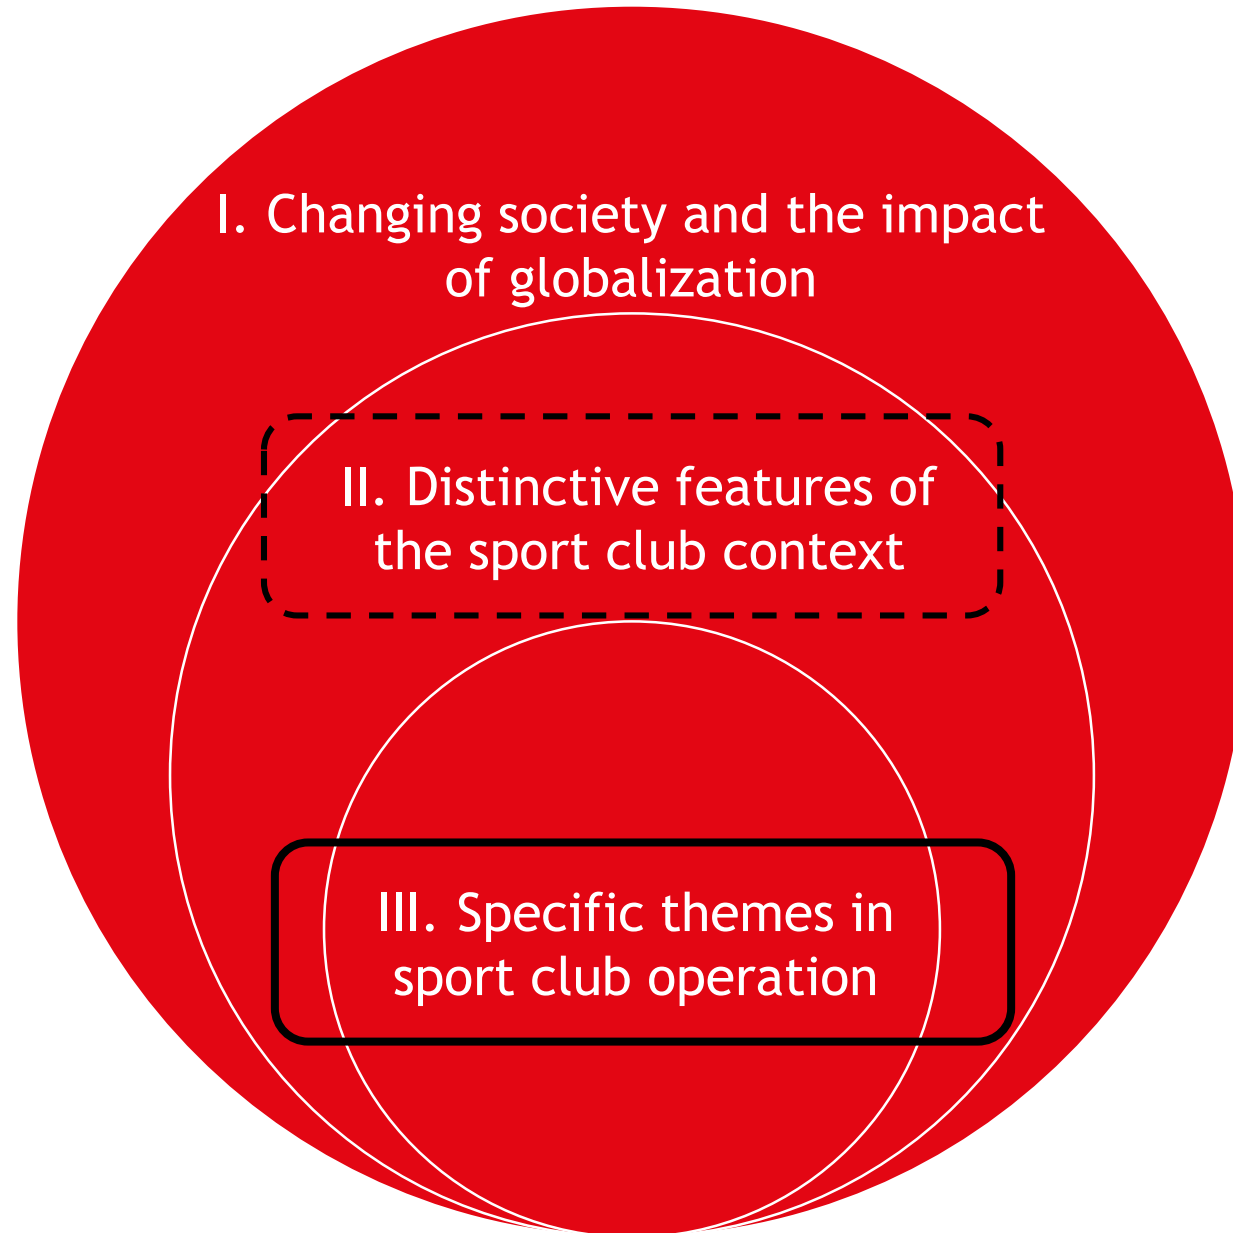 I. Changing society and the impact
of globalization
II. Distinctive features of
the sport club context
III. Specific themes in
sport club operation